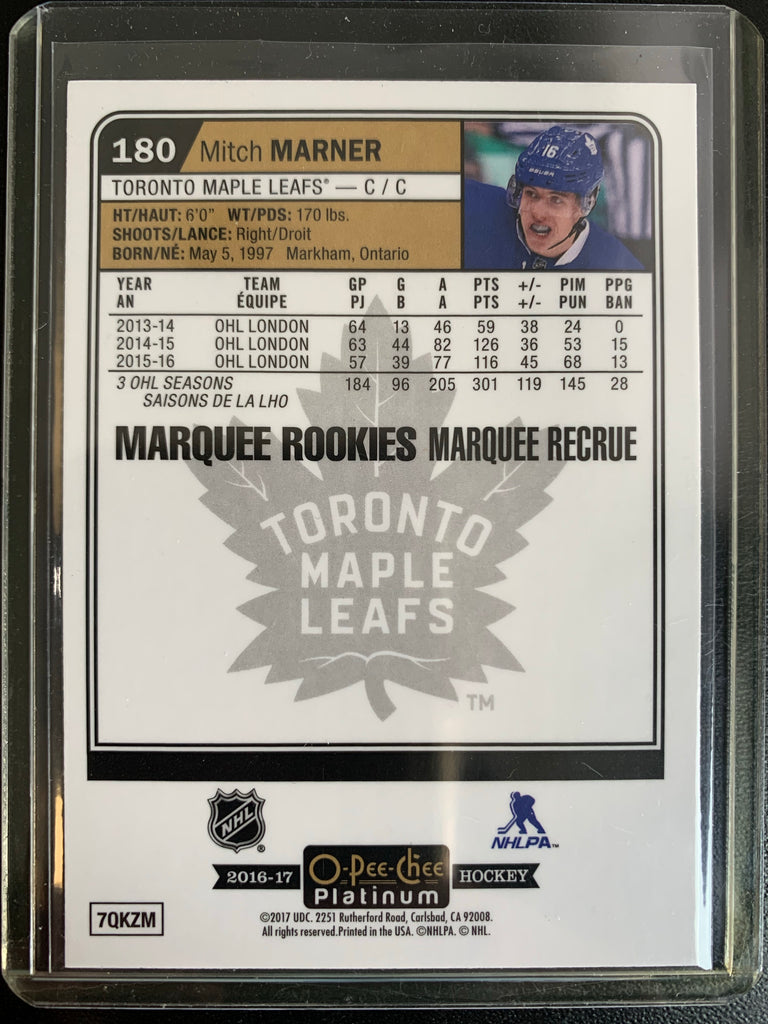 180 Mitch MARNER
TORONTO MAPLE LEAFS® — C / C
HT/HAUT: 6'0" WT/PDS: 170 lbs.
SHOOTS/LANCE: Right/Droit
BORN/NÉ: May 5, 1997 Markham, Ontario
16
BAUER
YEAR TEAM GP G A PTS +/- PIM PPG
AN ÉQUIPE PJ B A PTS +/- PUN BAN
2013-14 OHL LONDON 64 13 46 59 38 24 0
2014-15 OHL LONDON 63 44 82 126 36 53 15
2015-16 OHL LONDON 57 39 77 116 45 68 13
3 OHL SEASONS 184 96 205 301 119 145 28
SAISONS DE LA LHO
MARQUEE ROOKIES MARQUEE RECRUE
TORONTO
MAPLE
LEAFS
TM
NHL ®
NHLPA™
2016-17 O-Pee-Chee HOCKEY
Platinum
7QKZM
©2017 UDC. 2251 Rutherford Road, Carlsbad, CA 92008.
All rights reserved.Printed in the USA. ©NHLPA. © NHL.